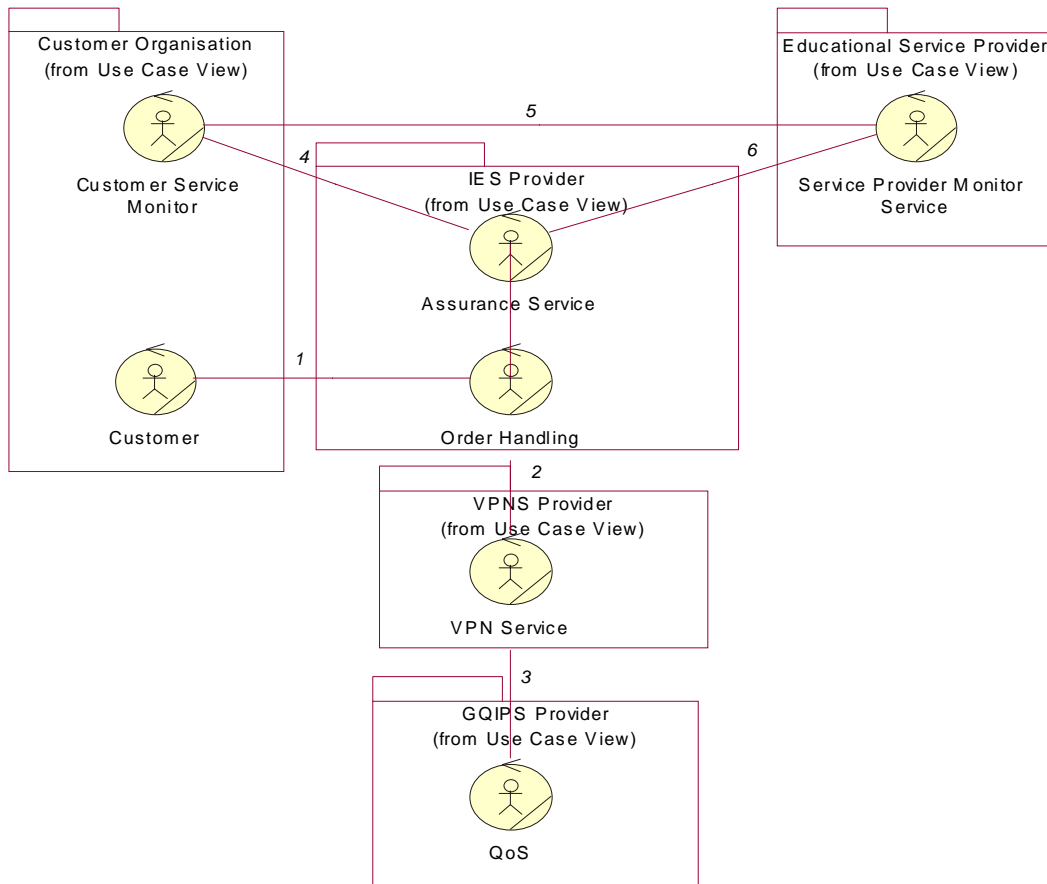 Customer Organisation
(from Use Case View)
Educational Service Provider
(from Use Case View)
5
4
6
Customer Service
Monitor
IES Provider
(from Use Case View)
Service Provider Monitor
Service
Assurance Service
1
Customer
Order Handling
2
VPNS Provider
(from Use Case View)
VPN Service
3
GQIPS Provider
(from Use Case View)
QoS